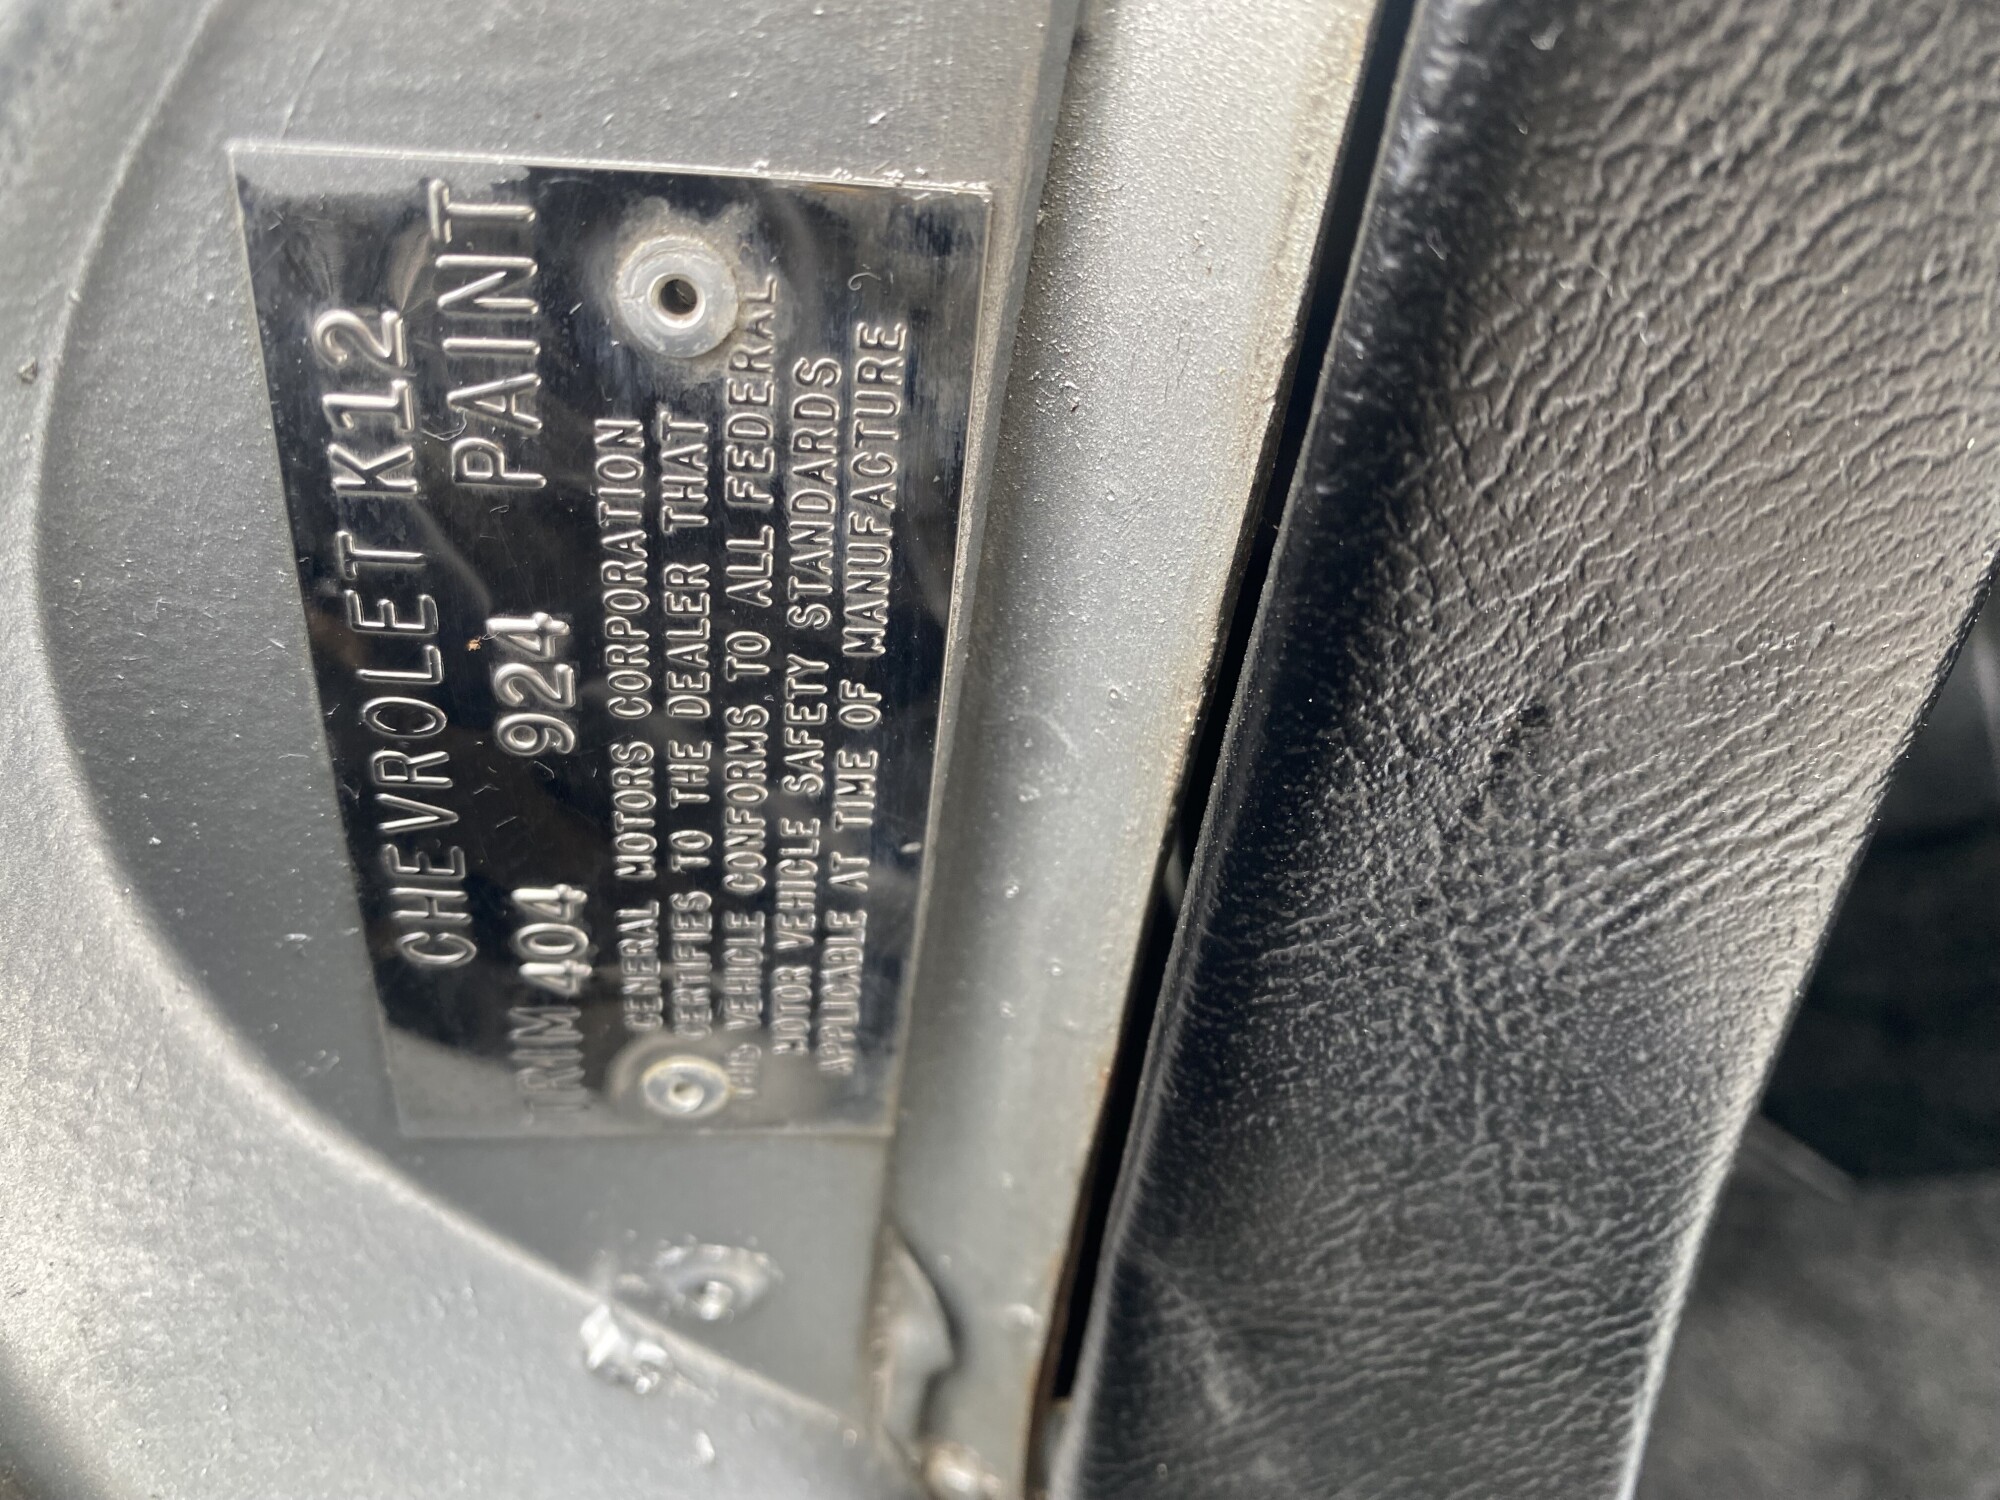 CHEVROLET K12
TRIM 404 924 PAINT
GENERAL MOTORS CORPORATION
CERTIFIES TO THE DEALER THAT
THIS VEHICLE CONFORMS TO ALL FEDERAL
MOTOR VEHICLE SAFETY STANDARDS
APPLICABLE AT TIME OF MANUFACTURE